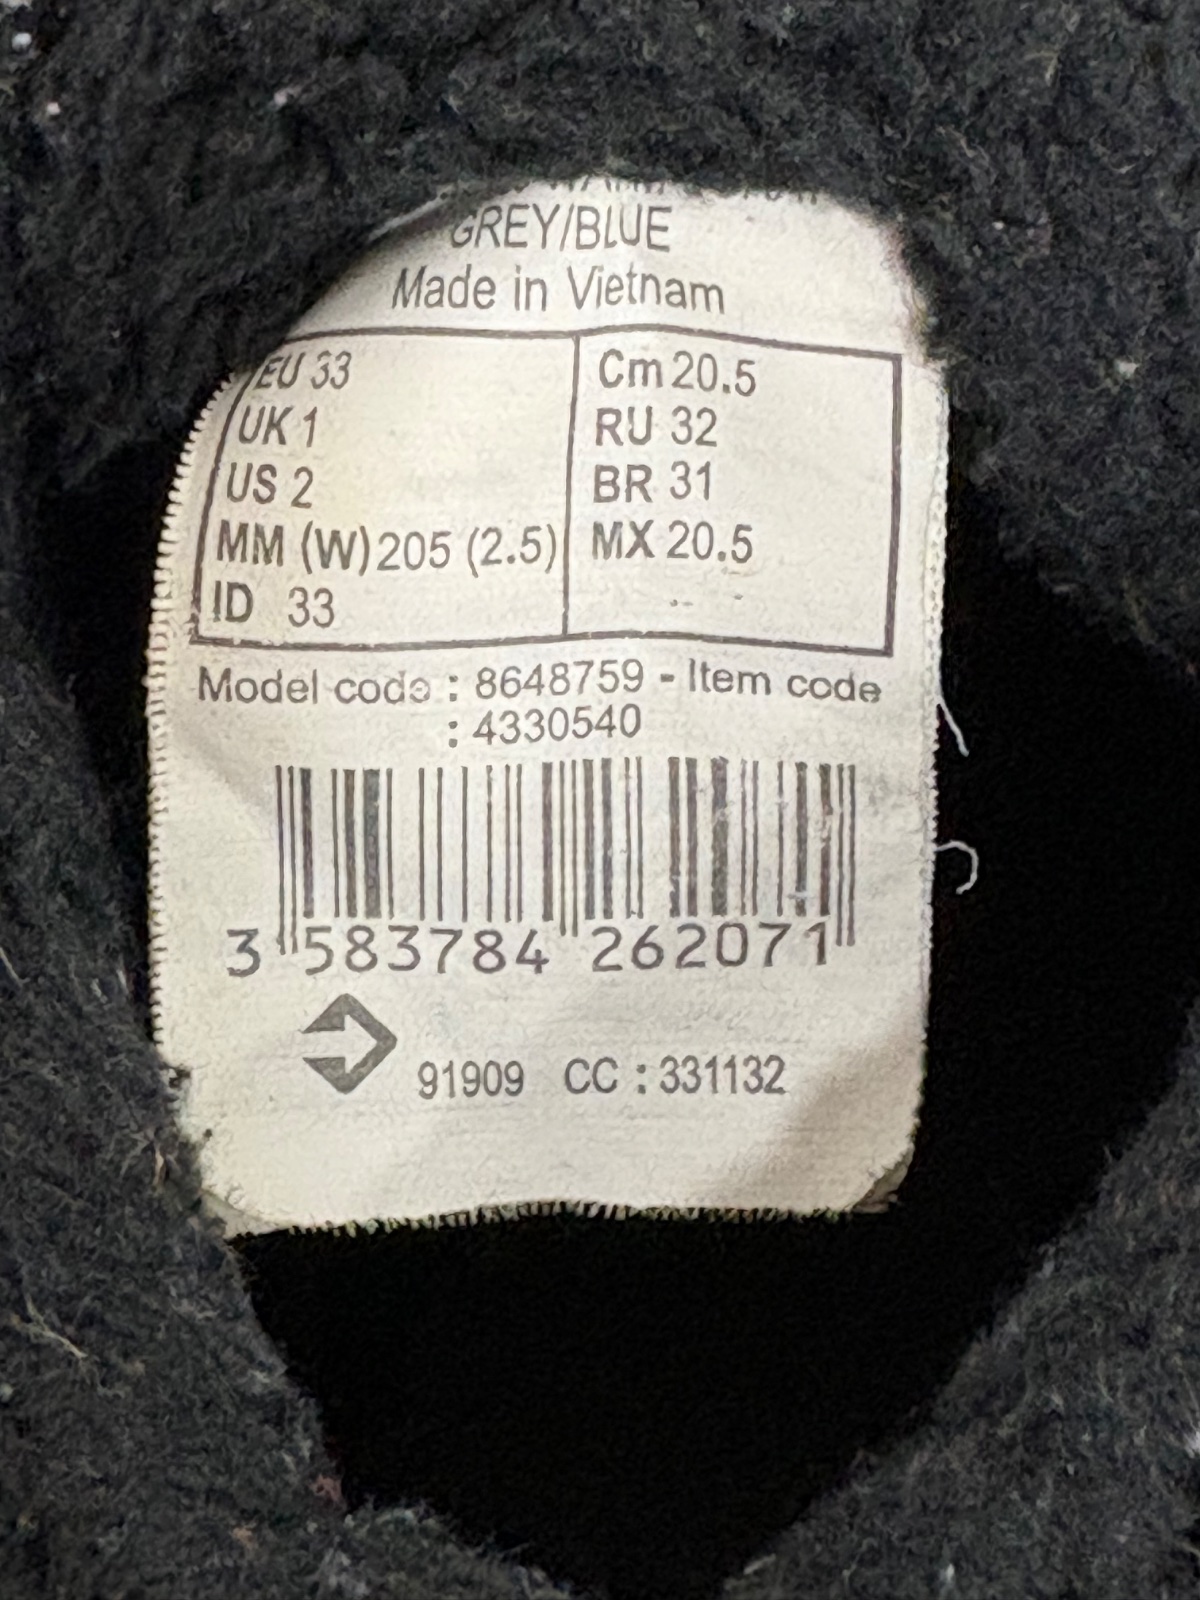 GREY/BLUE
Made in Vietnam
EU 33
UK 1
US 2
MM (W) 205 (2.5)
ID 33
Cm 20.5
RU 32
BR 31
MX 20.5
Model code : 8648759 - Item code
: 4330540
3 583784 262071
91909 CC : 331132